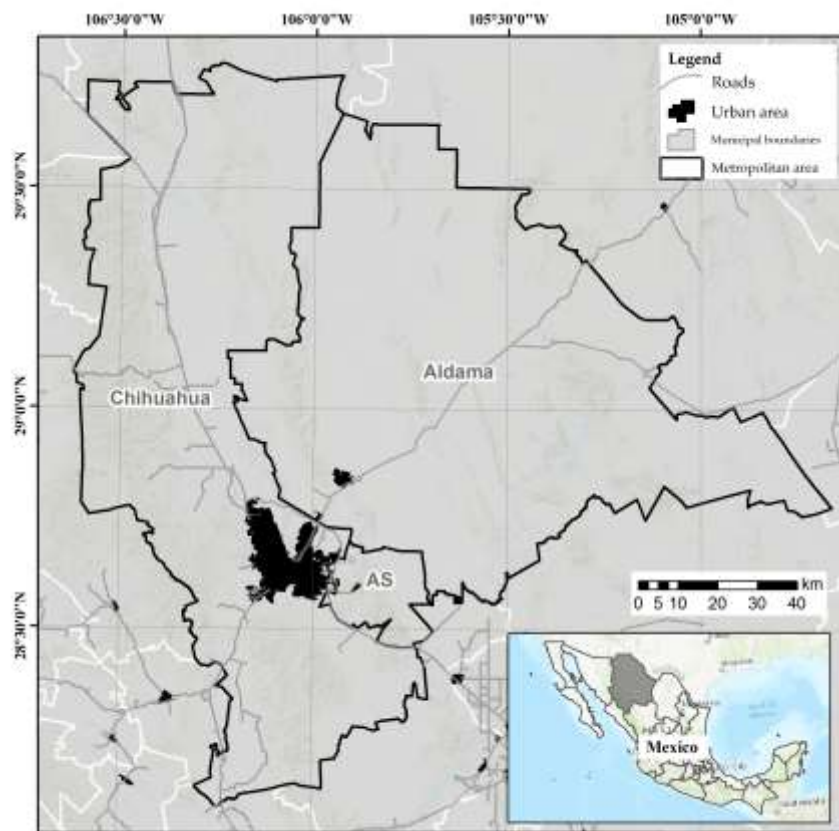 106°30'0"W
106°0'0"W
105°30'0"W
105°0'0"W
Legend
Roads
Urban area
Municipal boundaries
Metropolitan area
29°30'0"N
29°0'0"N
28°30'0"N
Chihuahua
Aldama
AS
km
0 5 10 20 30 40
Mexico